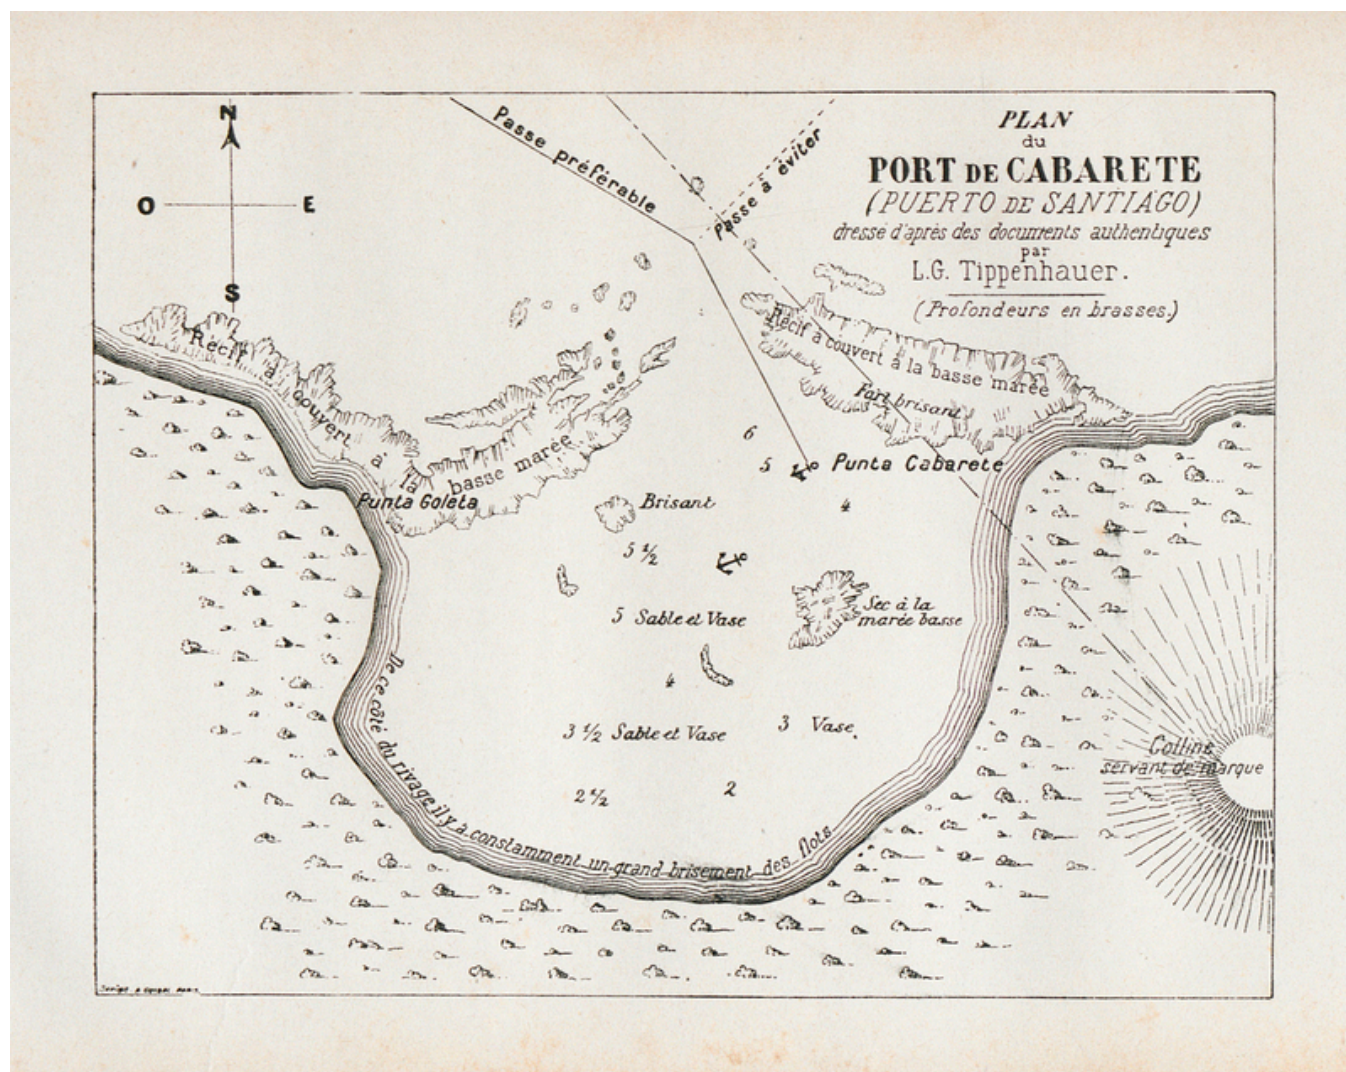 PLAN
du
PORT DE CABARETE
(PUERTO DE SANTIAGO)
dressé d'après des documents authentiques
par
L.G. Tippenhauer.
(Profondeurs en brasses.)
N
O E
S
Passe préférable
Passe à éviter
Récif à couvert à la basse marée
Récif à couvert à la basse marée
Fort brisant
Punta Cabarete
Punta Goleta
Brisant
6
5
4
5 1/2
5 Sable et Vase
Sec à la
marée basse
4
3 1/2 Sable et Vase
3 Vase.
2 1/2
2
De ce côté du rivage il y a constamment un grand brisement des flots
Colline
servant de marque